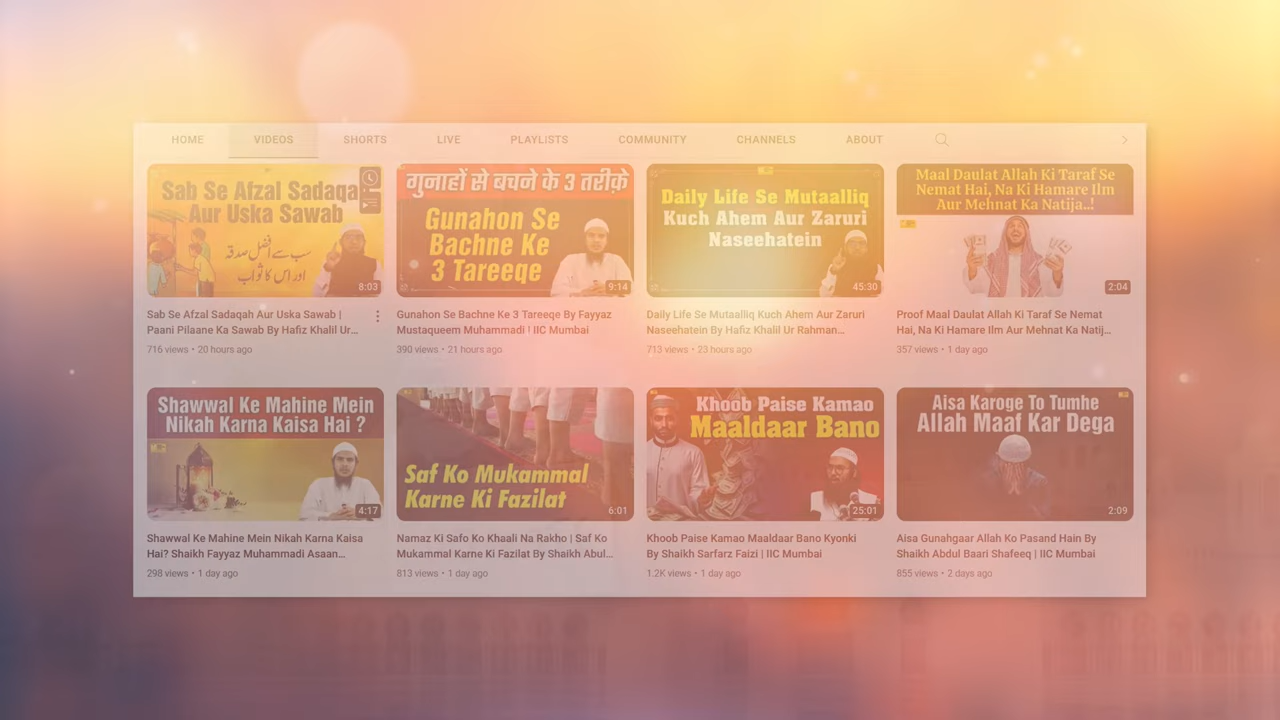 HOME VIDEOS SHORTS LIVE PLAYLISTS COMMUNITY CHANNELS ABOUT
Sab Se Afzal Sadaqa
Aur Uska Sawab
سب سے افضل صدقہ
اور اس کا ثواب
8:03
Sab Se Afzal Sadaqah Aur Uska Sawab |
Paani Pilaane Ka Sawab By Hafiz Khalil Ur...
716 views • 20 hours ago
गुनाहों से बचने के 3 तरीक़े
Gunahon Se
Bachne Ke
3 Tareeqe
9:14
Gunahon Se Bachne Ke 3 Tareeqe By Fayyaz
Mustaqueem Muhammadi ! IIC Mumbai
390 views • 21 hours ago
Daily Life Se Mutaalliq
Kuch Ahem Aur Zaruri
Naseehatein
45:30
Daily Life Se Mutaalliq Kuch Ahem Aur Zaruri
Naseehatein By Hafiz Khalil Ur Rahman...
713 views • 23 hours ago
Maal Daulat Allah Ki Taraf Se
Nemat Hai, Na Ki Hamare Ilm
Aur Mehnat Ka Natija..!
2:04
Proof Maal Daulat Allah Ki Taraf Se Nemat
Hai, Na Ki Hamare Ilm Aur Mehnat Ka Natij...
357 views • 1 day ago
Shawwal Ke Mahine Mein
Nikah Karna Kaisa Hai ?
4:17
Shawwal Ke Mahine Mein Nikah Karna Kaisa
Hai? Shaikh Fayyaz Muhammadi Asaan...
298 views • 1 day ago
Saf Ko Mukammal
Karne Ki Fazilat
6:01
Namaz Ki Safo Ko Khaali Na Rakho | Saf Ko
Mukammal Karne Ki Fazilat By Shaikh Abul...
813 views • 1 day ago
Khoob Paise Kamao
Maaldaar Bano
25:01
Khoob Paise Kamao Maaldaar Bano Kyonki
By Shaikh Sarfarz Faizi | IIC Mumbai
1.2K views • 1 day ago
Aisa Karoge To Tumhe
Allah Maaf Kar Dega
2:09
Aisa Gunahgaar Allah Ko Pasand Hain By
Shaikh Abdul Baari Shafeeq | IIC Mumbai
855 views • 2 days ago